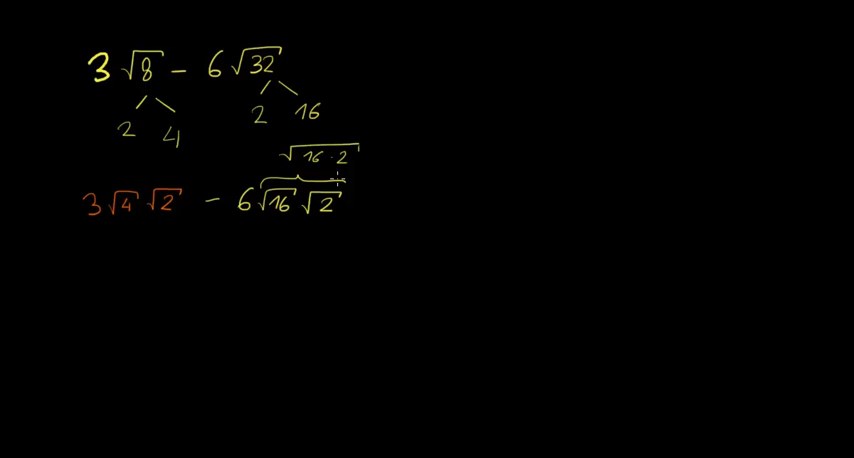 3 √8 - 6 √32
2 4 2 16
√16 · 2
3 √4 √2 - 6 √16 √2